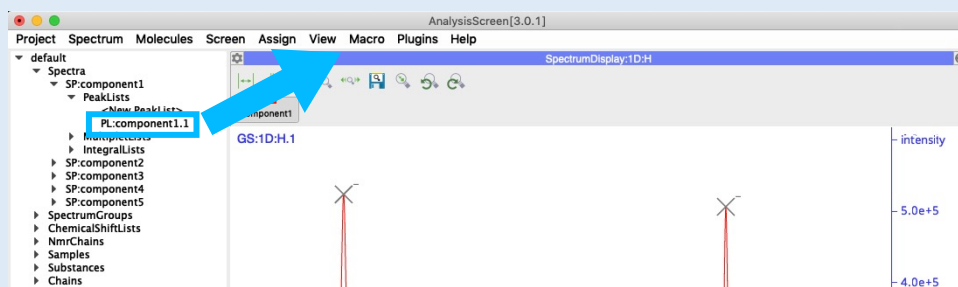 AnalysisScreen[3.0.1]
Project Spectrum Molecules Screen Assign View Macro Plugins Help
default
SpectrumDisplay:1D:H
Spectra
SP:component1
PeakLists
<New PeakList>
component1
PL:component1.1
MultipletLists
GS:1D:H.1
intensity
IntegralLists
SP:component2
SP:component3
SP:component4
SP:component5
SpectrumGroups
5.0e+5
ChemicalShiftLists
NmrChains
Samples
Substances
Chains
4.0e+5